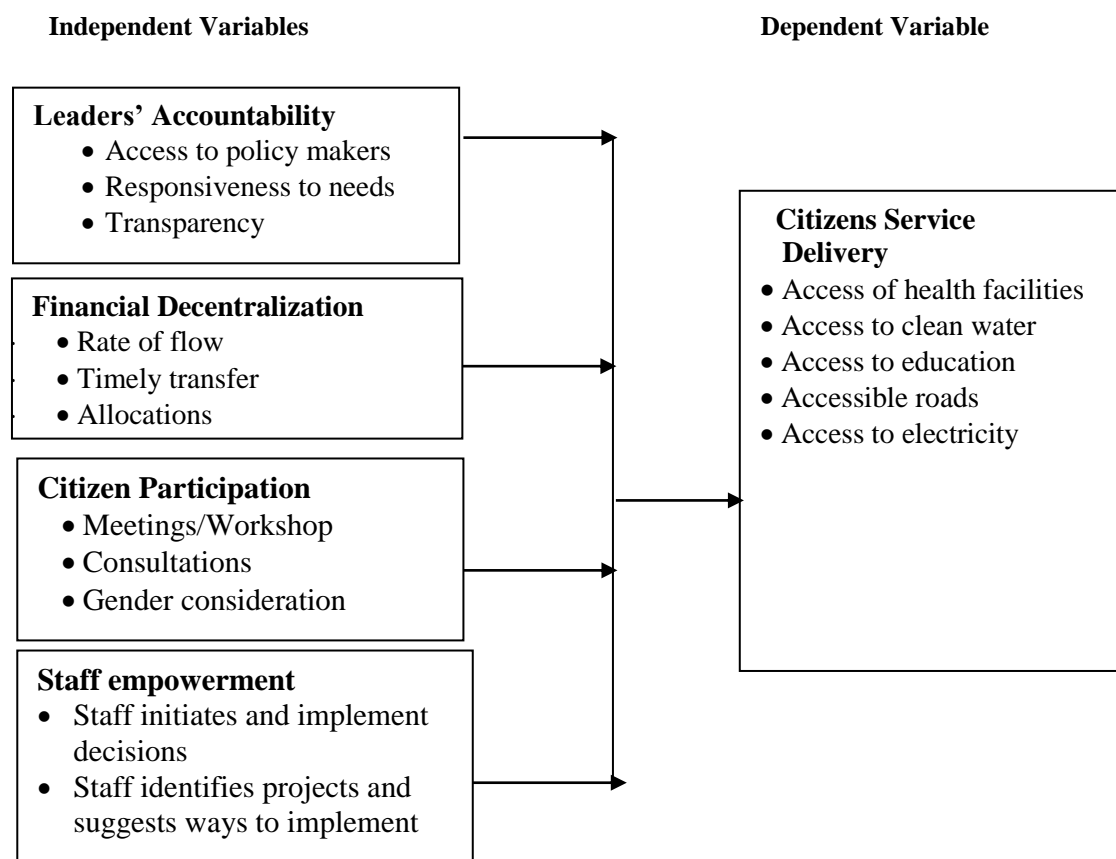 Independent Variables
Dependent Variable
Leaders’ Accountability
• Access to policy makers
• Responsiveness to needs
• Transparency
Financial Decentralization
• Rate of flow
• Timely transfer
• Allocations
Citizen Participation
• Meetings/Workshop
• Consultations
• Gender consideration
Staff empowerment
• Staff initiates and implement
decisions
• Staff identifies projects and
suggests ways to implement
Citizens Service
Delivery
• Access of health facilities
• Access to clean water
• Access to education
• Accessible roads
• Access to electricity